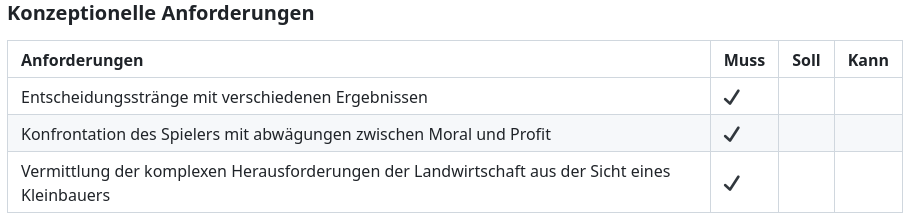 Konzeptionelle Anforderungen
Anforderungen Muss Soll Kann
Entscheidungsstränge mit verschiedenen Ergebnissen ✓
Konfrontation des Spielers mit abwägungen zwischen Moral und Profit ✓
Vermittlung der komplexen Herausforderungen der Landwirtschaft aus der Sicht eines
Kleinbauers ✓